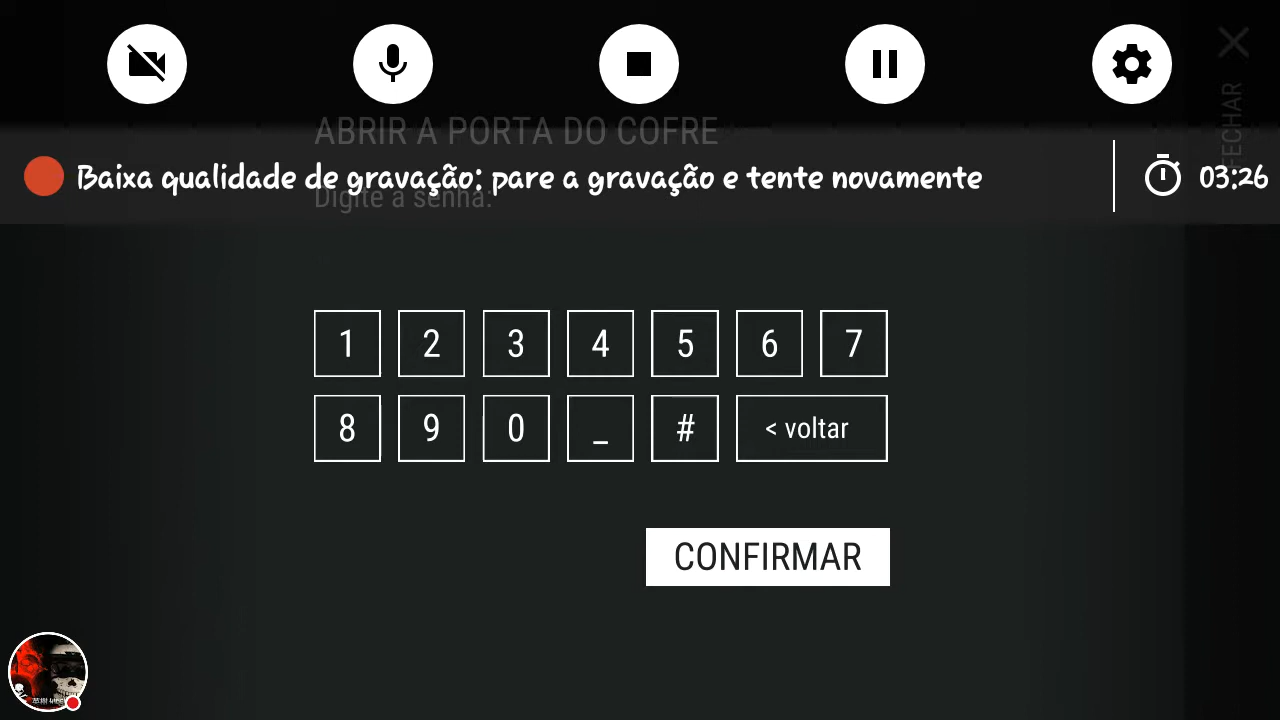 ABRIR A PORTA DO COFRE
FECHAR
Baixa qualidade de gravação: pare a gravação e tente novamente
03:26
Digite a senha:
1 2 3 4 5 6 7
8 9 0 _ # < voltar
CONFIRMAR